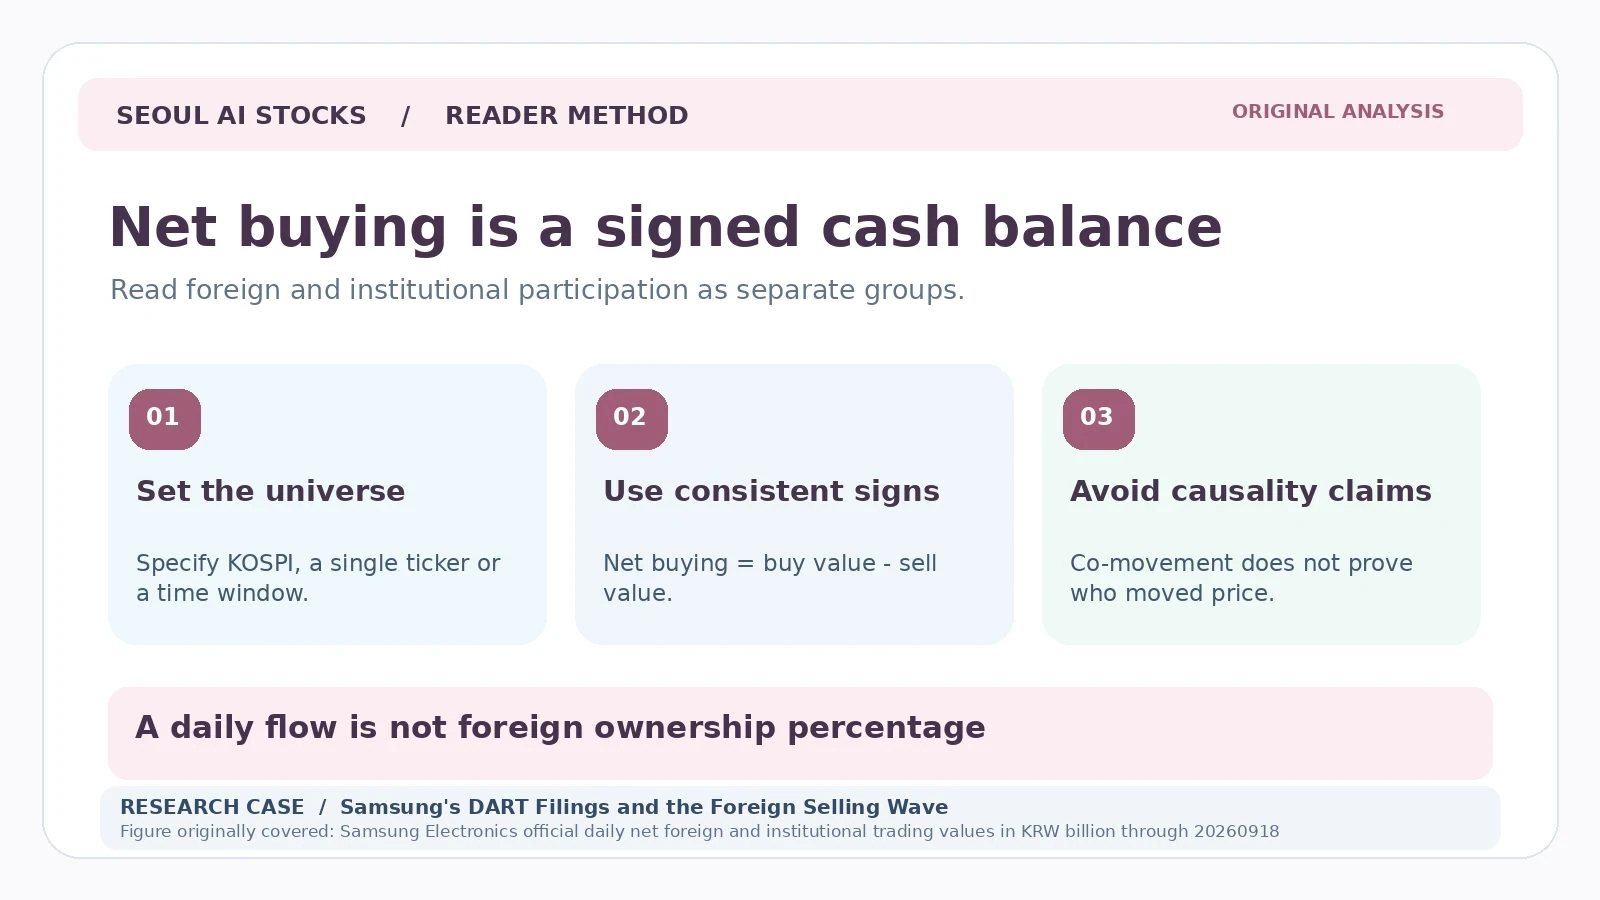 SEOUL AI STOCKS / READER METHOD
ORIGINAL ANALYSIS
Net buying is a signed cash balance
Read foreign and institutional participation as separate groups.
01
Set the universe
Specify KOSPI, a single ticker or
a time window.
02
Use consistent signs
Net buying = buy value - sell
value.
03
Avoid causality claims
Co-movement does not prove
who moved price.
A daily flow is not foreign ownership percentage
RESEARCH CASE / Samsung's DART Filings and the Foreign Selling Wave
Figure originally covered: Samsung Electronics official daily net foreign and institutional trading values in KRW billion through 20260918